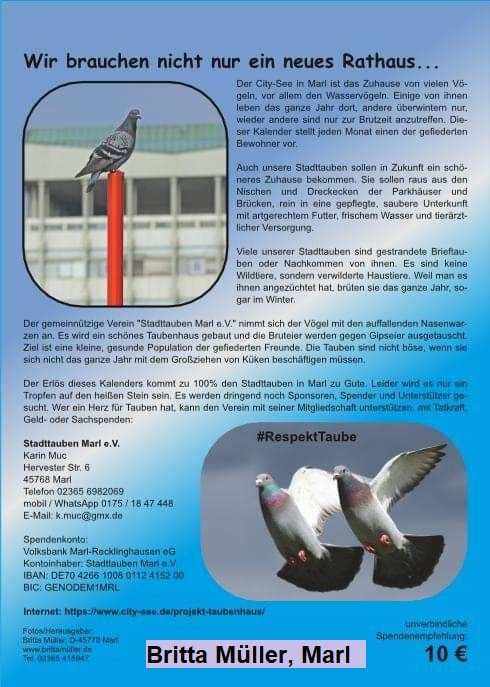 Wir brauchen nicht nur ein neues Rathaus...
Der City-See in Marl ist das Zuhause von vielen Vö-
geln, vor allem den Wasservögeln. Einige von ihnen
leben das ganze Jahr dort, andere überwintern nur,
wieder andere sind nur zur Brutzeit anzutreffen. Die-
ser Kalender stellt jeden Monat einen der gefiederten
Bewohner vor.
Auch unsere Stadttauben sollen in Zukunft ein schö-
neres Zuhause bekommen. Sie sollen raus aus den
Nischen und Dreckecken der Parkhäuser und
Brücken, rein in eine gepflegte, saubere Unterkunft
mit artgerechtem Futter, frischem Wasser und tierärzt-
licher Versorgung.
Viele unserer Stadttauben sind gestrandete Brieftau-
ben oder Nachkommen von ihnen. Es sind keine
Wildtiere, sondern verwilderte Haustiere. Weil man es
ihnen angezüchtet hat, brüten sie das ganze Jahr, so-
gar im Winter.
Der gemeinnützige Verein "Stadttauben Marl e.V." nimmt sich der Vögel mit den auffallenden Nasenwar-
zen an. Es wird ein schönes Taubenhaus gebaut und die Bruteier werden gegen Gipseier ausgetauscht.
Ziel ist eine kleine, gesunde Population der gefiederten Freunde. Die Tauben sind nicht böse, wenn sie
sich nicht das ganze Jahr mit dem Großziehen von Küken beschäftigen müssen.
Der Erlös dieses Kalenders kommt zu 100% den Stadttauben in Marl zu Gute. Leider wird es nur ein
Tropfen auf den heißen Stein sein. Es werden dringend noch Sponsoren, Spender und Unterstützer ge-
sucht. Wer ein Herz für Tauben hat, kann den Verein mit seiner Mitgliedschaft unterstützen, mit Tatkraft,
Geld- oder Sachspenden:
#RespektTaube
Stadttauben Marl e.V.
Karin Muc
Hervester Str. 6
45768 Marl
Telefon 02365 6982069
mobil / WhatsApp 0175 / 18 47 448
E-Mail: k.muc@gmx.de
Spendenkonto:
Volksbank Marl-Recklinghausen eG
Kontoinhaber: Stadttauben Marl e.V.
IBAN: DE70 4266 1008 0112 4152 00
BIC: GENODEM1MRL
Internet: https://www.city-see.de/projekt-taubenhaus/
Fotos/Herausgeber:
Britta Müller, D-45770 Marl
www.brittamüller.de
Tel. 02365 415947
Britta Müller, Marl
unverbindliche
Spendenempfehlung:
10 €